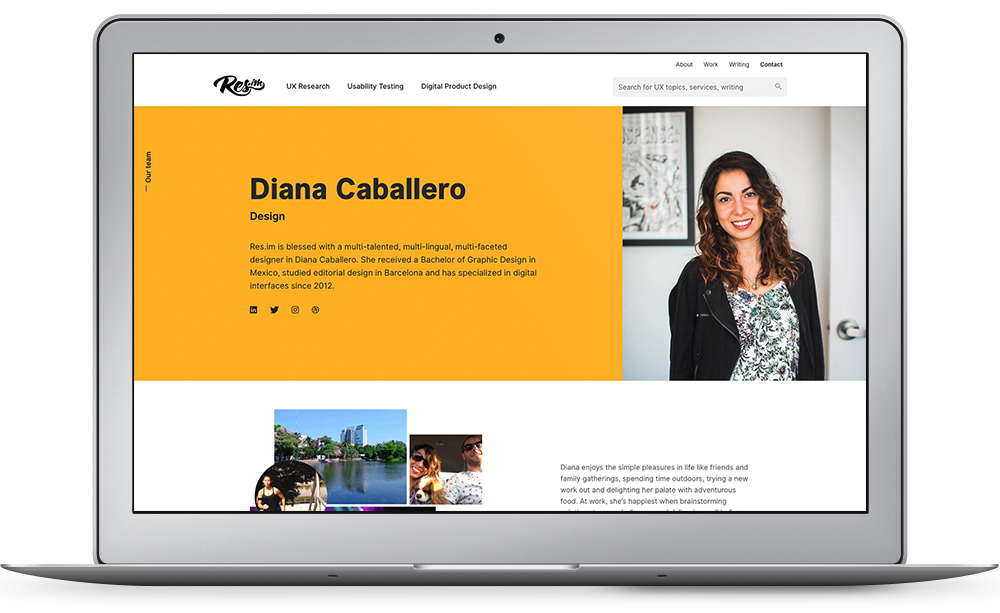 About Work Writing Contact
Res.im
UX Research Usability Testing Digital Product Design
Search for UX topics, services, writing
Our team
Diana Caballero
Design
Res.im is blessed with a multi-talented, multi-lingual, multi-faceted
designer in Diana Caballero. She received a Bachelor of Graphic Design in
Mexico, studied editorial design in Barcelona and has specialized in digital
interfaces since 2012.
Diana enjoys the simple pleasures in life like friends and
family gatherings, spending time outdoors, trying a new
work out and delighting her palate with adventurous
food. At work, she's happiest when brainstorming